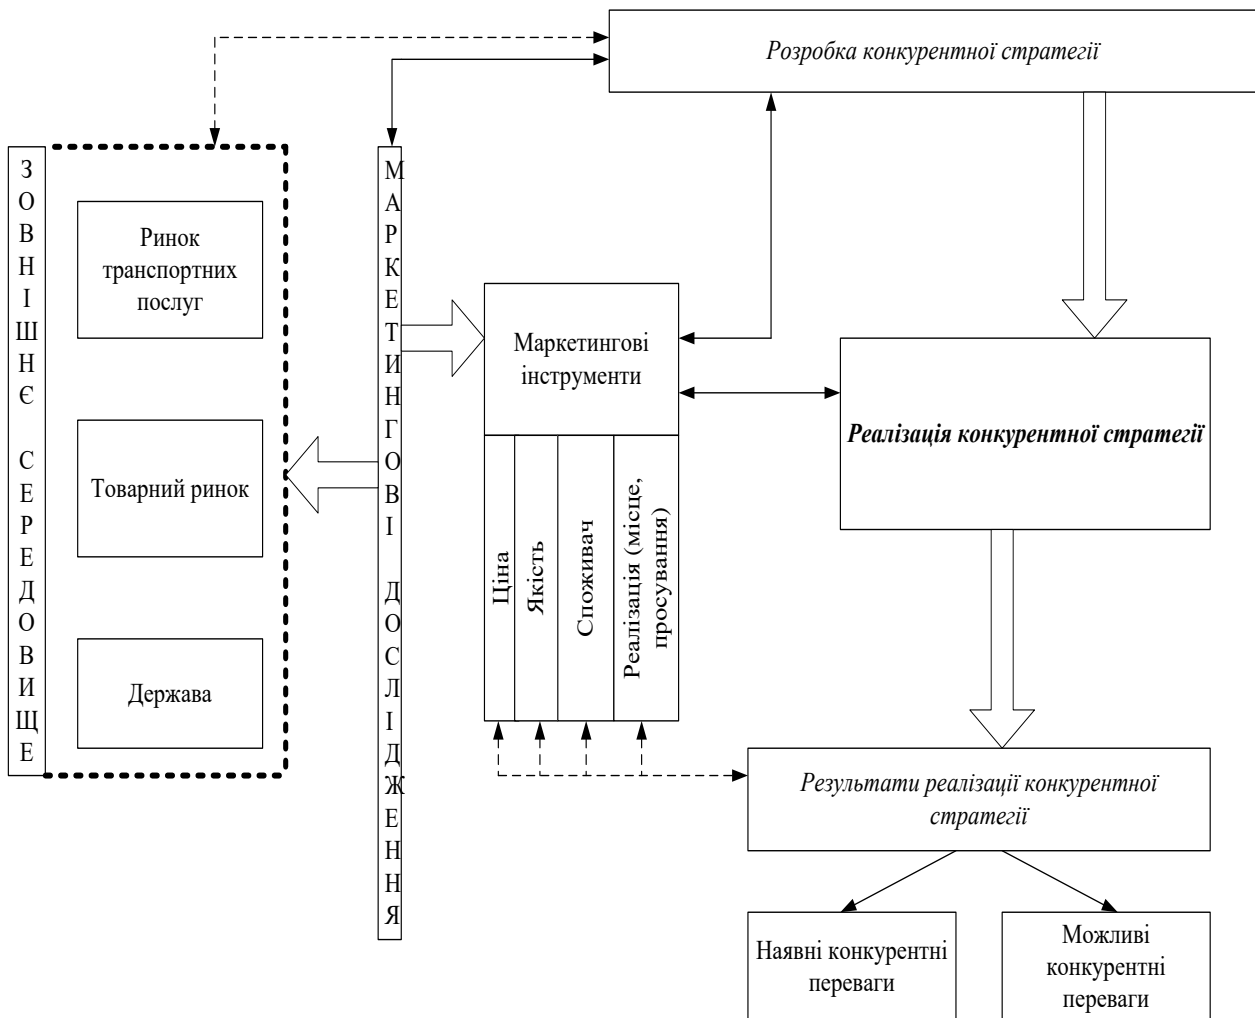 Розробка конкурентної стратегії
ЗОВНІШНЄ СЕРЕДОВИЩЕ
Ринок
транспортних
послуг
Товарний ринок
Держава
МАРКЕТИНГОВІ ДОСЛІДЖЕННЯ
Маркетингові
інструменти
Ціна
Якість
Споживач
Реалізація (місце,
просування)
Реалізація конкурентної стратегії
Результати реалізації конкурентної
стратегії
Наявні конкурентні
переваги
Можливі
конкурентні
переваги